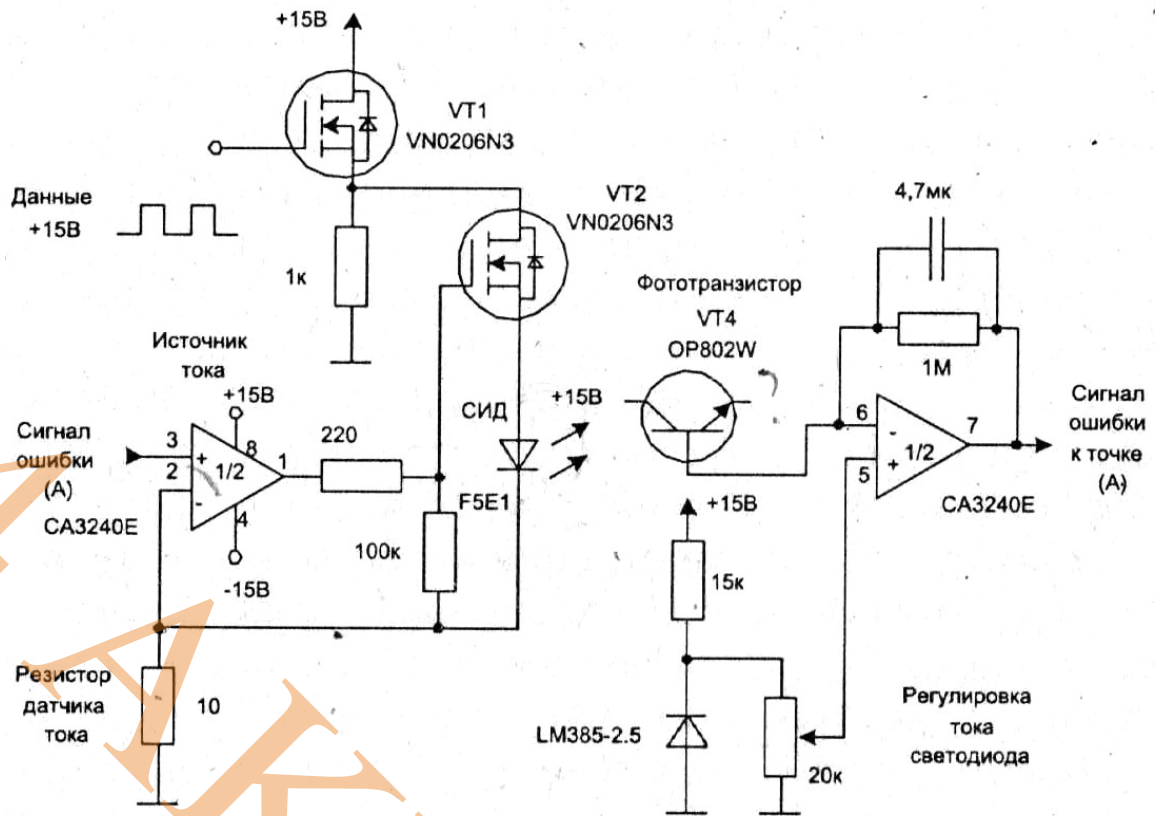 +15В
VT1
VN0206N3
Данные
+15В
VT2
VN0206N3
1к
4,7мк
Фототранзистор
VT4
OP802W
1М
Источник
тока
+15В
СИД
+15В
Сигнал
ошибки
(А)
3
2
+
-
1/2
8
1
4
220
CA3240E
-15В
F5E1
100к
6
5
-
+
1/2
7
Сигнал
ошибки
к точке
(А)
CA3240E
+15В
15к
Резистор
датчика
тока
10
LM385-2.5
20к
Регулировка
тока
светодиода